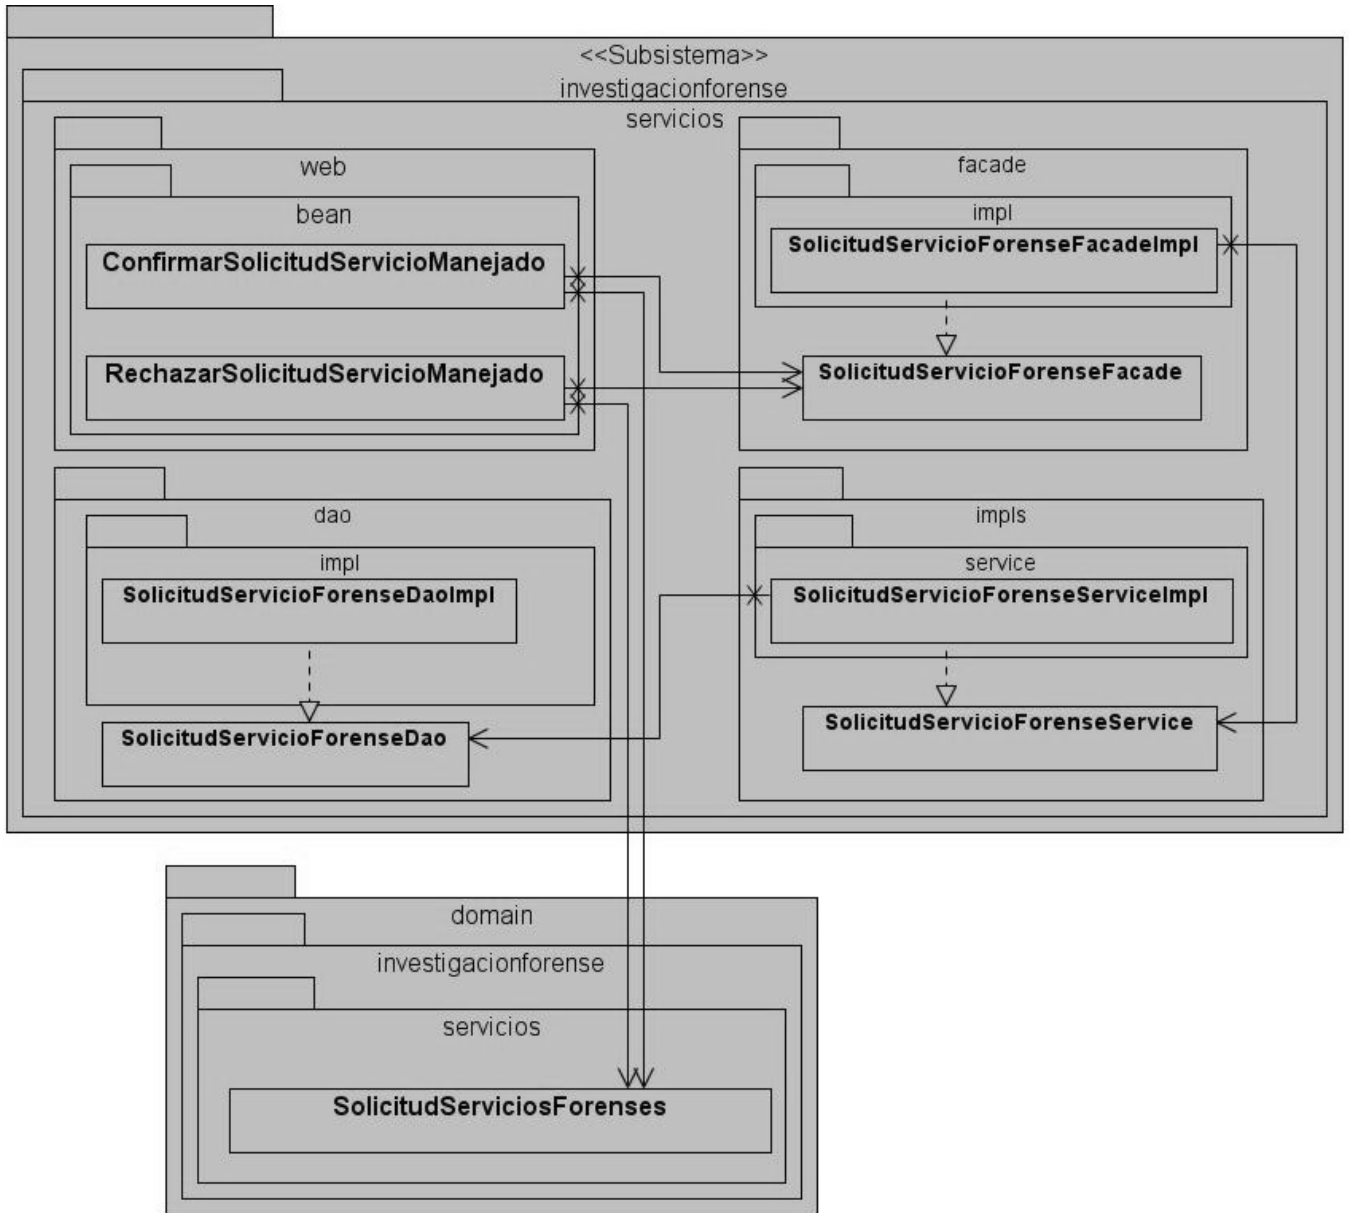 <<Subsistema>>
investigacionforense
servicios
web
bean
ConfirmarSolicitudServicioManejado
RechazarSolicitudServicioManejado
facade
impl
SolicitudServicioForenseFacadeImpl
SolicitudServicioForenseFacade
dao
impl
SolicitudServicioForenseDaoImpl
SolicitudServicioForenseDao
impls
service
SolicitudServicioForenseServiceImpl
SolicitudServicioForenseService
domain
investigacionforense
servicios
SolicitudServiciosForenses